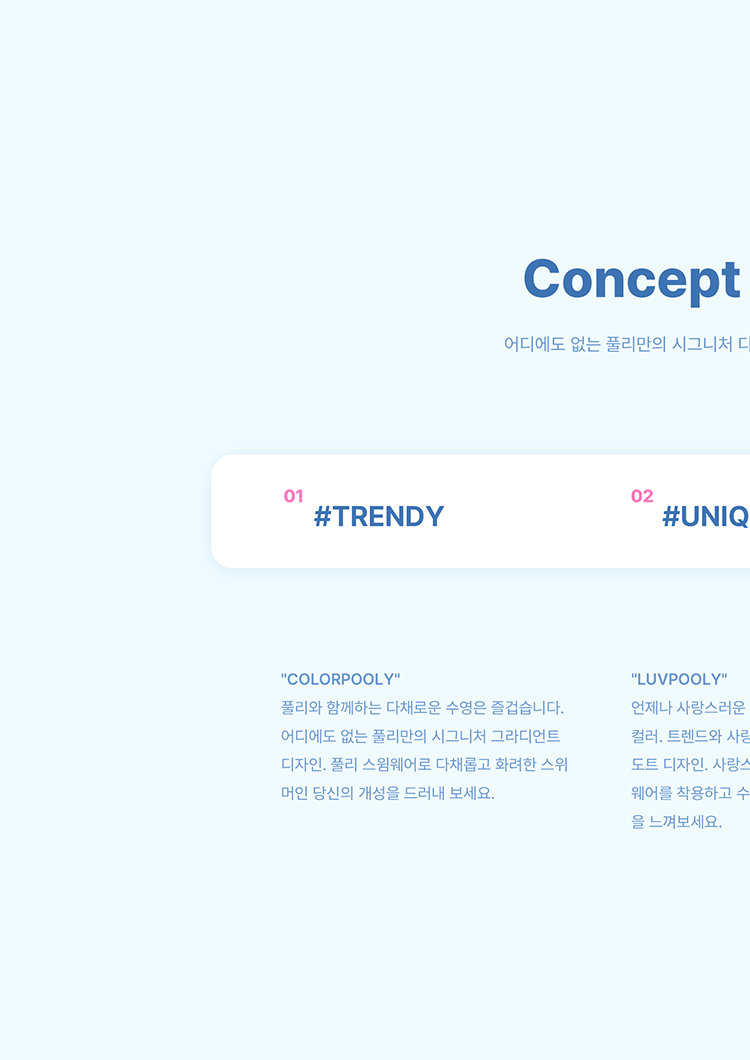 Concept
어디에도 없는 풀리만의 시그니처
01
#TRENDY
02
#UNIQ
"COLORPOOLY"
풀리와 함께하는 다채로운 수영은 즐겁습니다.
어디에도 없는 풀리만의 시그니처 그라디언트
디자인. 풀리 스윔웨어로 다채롭고 화려한 스위
머인 당신의 개성을 드러내 보세요.
"LUVPOOLY"
언제나 사랑스러운
컬러. 트렌드와 사랑
도트 디자인. 사랑스
웨어를 착용하고 수
을 느껴보세요.